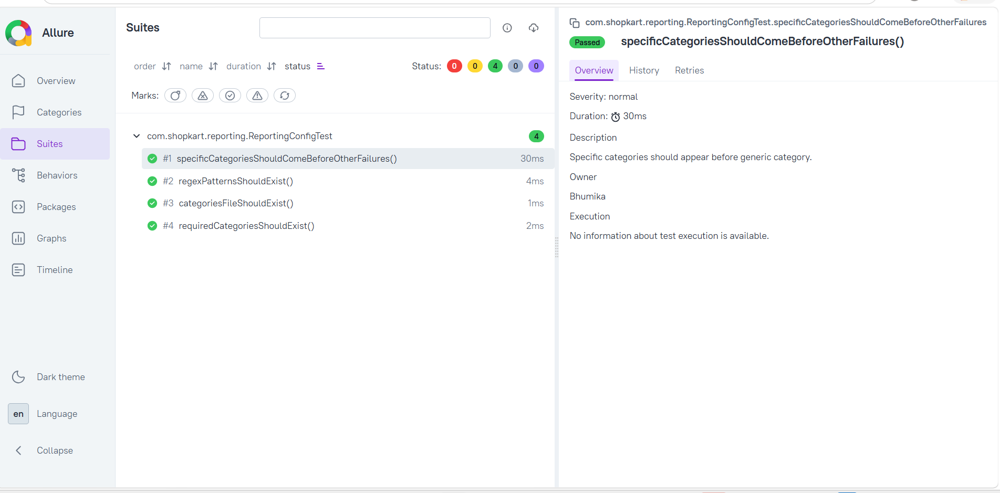 Allure
Overview
Categories
Suites
Behaviors
Packages
Graphs
Timeline
Dark theme
en Language
Collapse
Suites
order name duration status
Status: 0 0 4 0 0
Marks:
com.shopkart.reporting.ReportingConfigTest 4
#1 specificCategoriesShouldComeBeforeOtherFailures() 30ms
#2 regexPatternsShouldExist() 4ms
#3 categoriesFileShouldExist() 1ms
#4 requiredCategoriesShouldExist() 2ms
com.shopkart.reporting.ReportingConfigTest.specificCategoriesShouldComeBeforeOtherFailures
Passed specificCategoriesShouldComeBeforeOtherFailures()
Overview History Retries
Severity: normal
Duration: 30ms
Description
Specific categories should appear before generic category.
Owner
Bhumika
Execution
No information about test execution is available.